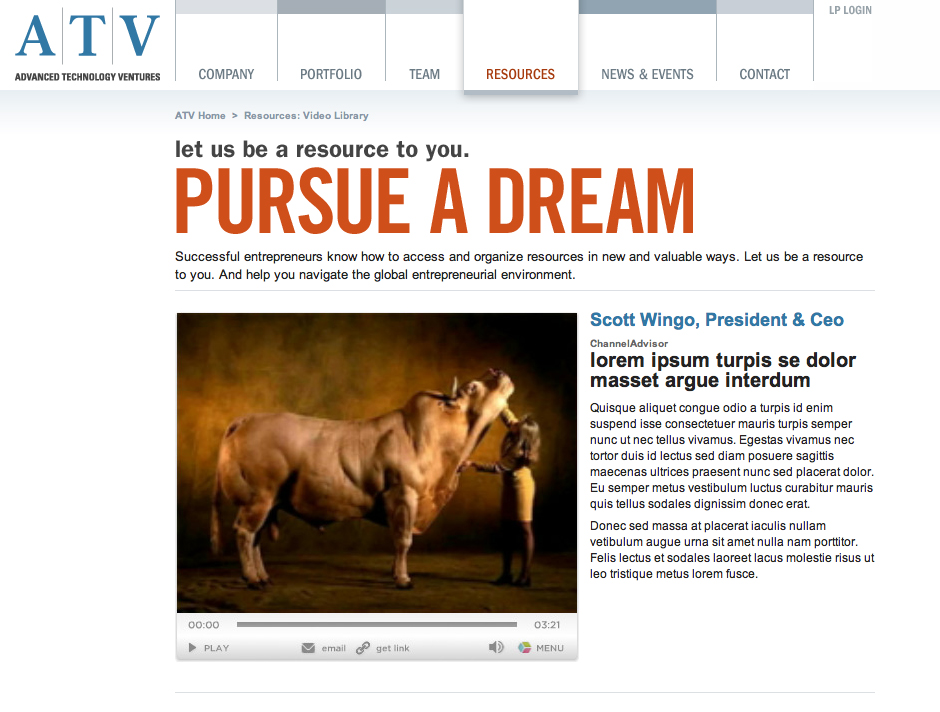 LP LOGIN
ATV
ADVANCED TECHNOLOGY VENTURES
COMPANY
PORTFOLIO
TEAM
RESOURCES
NEWS & EVENTS
CONTACT
ATV Home > Resources: Video Library
let us be a resource to you.
PURSUE A DREAM
Successful entrepreneurs know how to access and organize resources in new and valuable ways. Let us be a resource
to you. And help you navigate the global entrepreneurial environment.
Scott Wingo, President & Ceo
ChannelAdvisor
lorem ipsum turpis se dolor
masset argue interdum
Quisque aliquet congue odio a turpis id enim
suspend isse consectetuer mauris turpis semper
nunc ut nec tellus vivamus. Egestas vivamus nec
tortor duis id lectus sed diam posuere sagittis
maecenas ultrices praesent nunc sed placerat dolor.
Eu semper metus vestibulum luctus curabitur mauris
quis tellus sodales dignissim donec erat.
Donec sed massa at placerat iaculis nullam
vetibulum augue urna sit amet nulla nam porttitor.
Felis lectus et sodales laoreet lacus molestie risus ut
leo tristique metus lorem fusce.
00:00
03:21
PLAY
email
get link
MENU